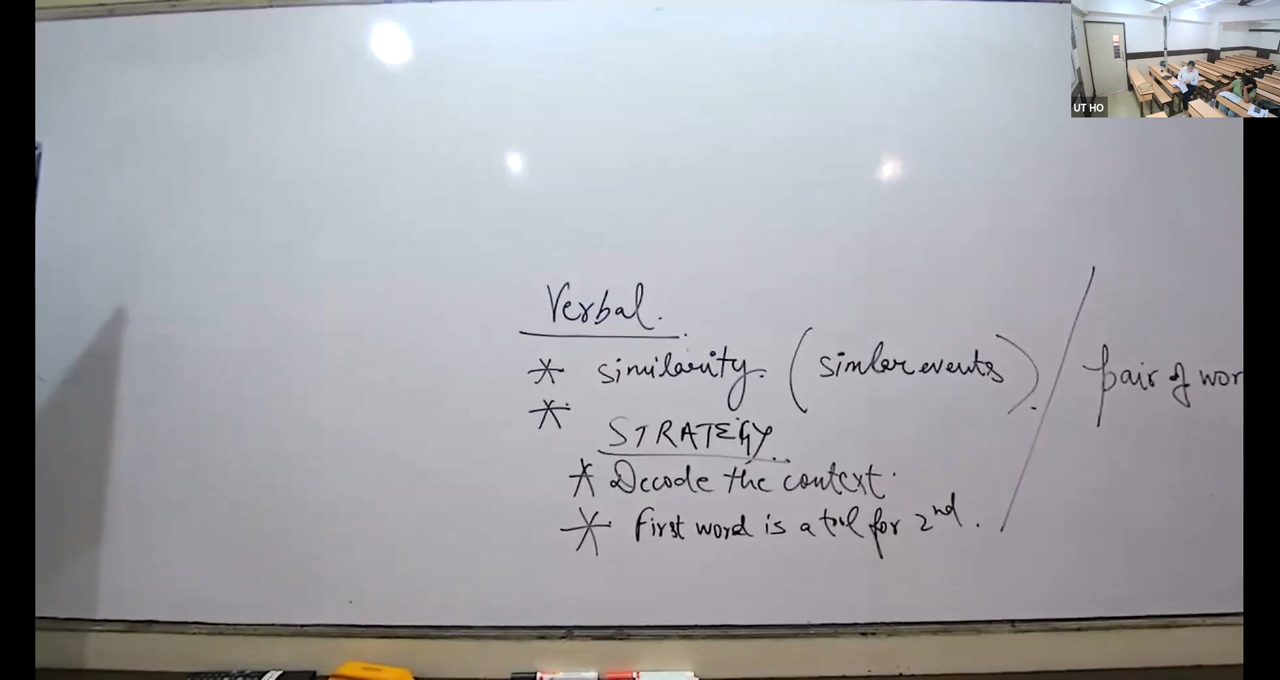 UT HO
Verbal.
* similarity. (simler events). / pair of wor
*
STRATEGY
* Decode the context.
* First word is a tool for 2nd.